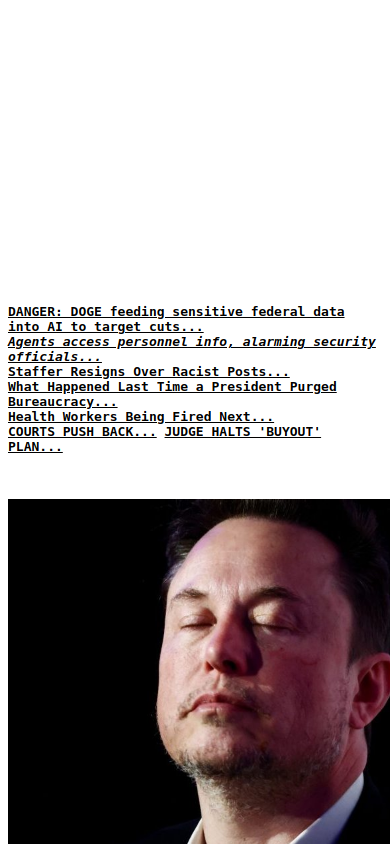 DANGER: DOGE feeding sensitive federal data
into AI to target cuts...
Agents access personnel info, alarming security
officials...
Staffer Resigns Over Racist Posts...
What Happened Last Time a President Purged
Bureaucracy...
Health Workers Being Fired Next...
COURTS PUSH BACK... JUDGE HALTS 'BUYOUT'
PLAN...